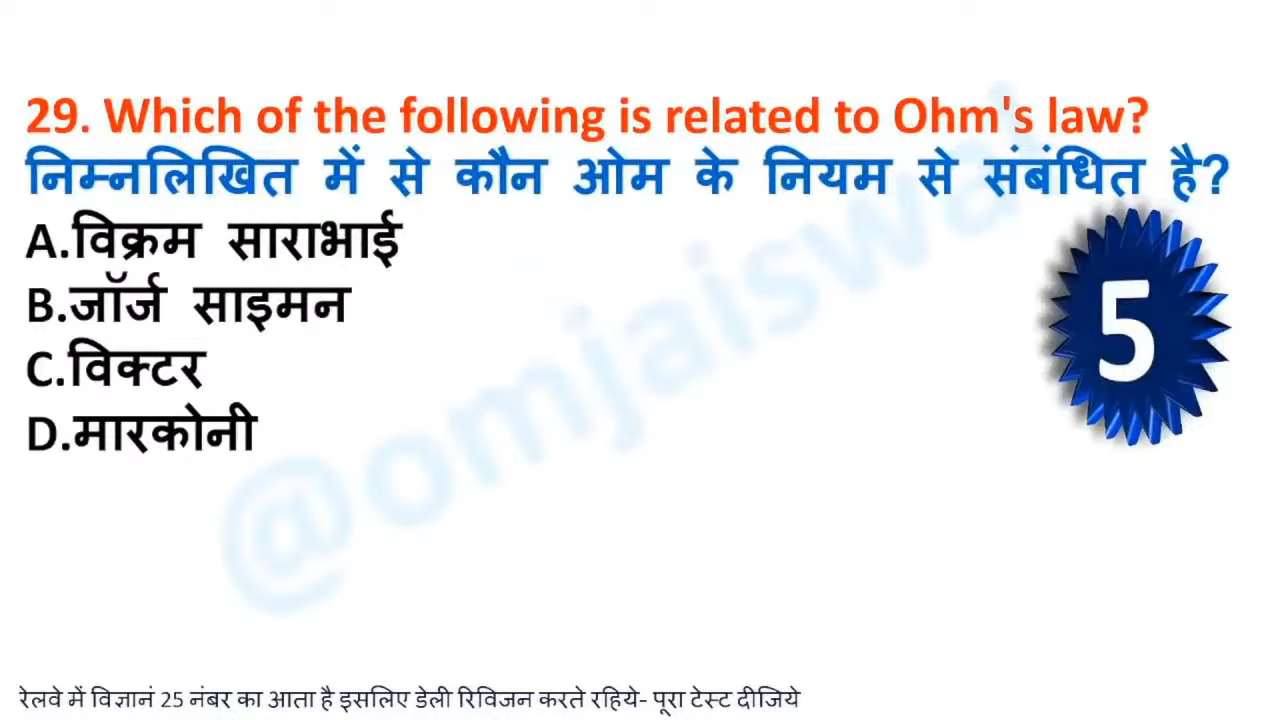 29. Which of the following is related to Ohm's law?
निम्नलिखित में से कौन ओम के नियम से संबंधित है?
A.विक्रम साराभाई
B.जॉर्ज साइमन
C.विक्टर
D.मारकोनी
5
@omjaiswal
रेलवे में विज्ञानं 25 नंबर का आता है इसलिए डेली रिविजन करते रहिये- पूरा टेस्ट दीजिये